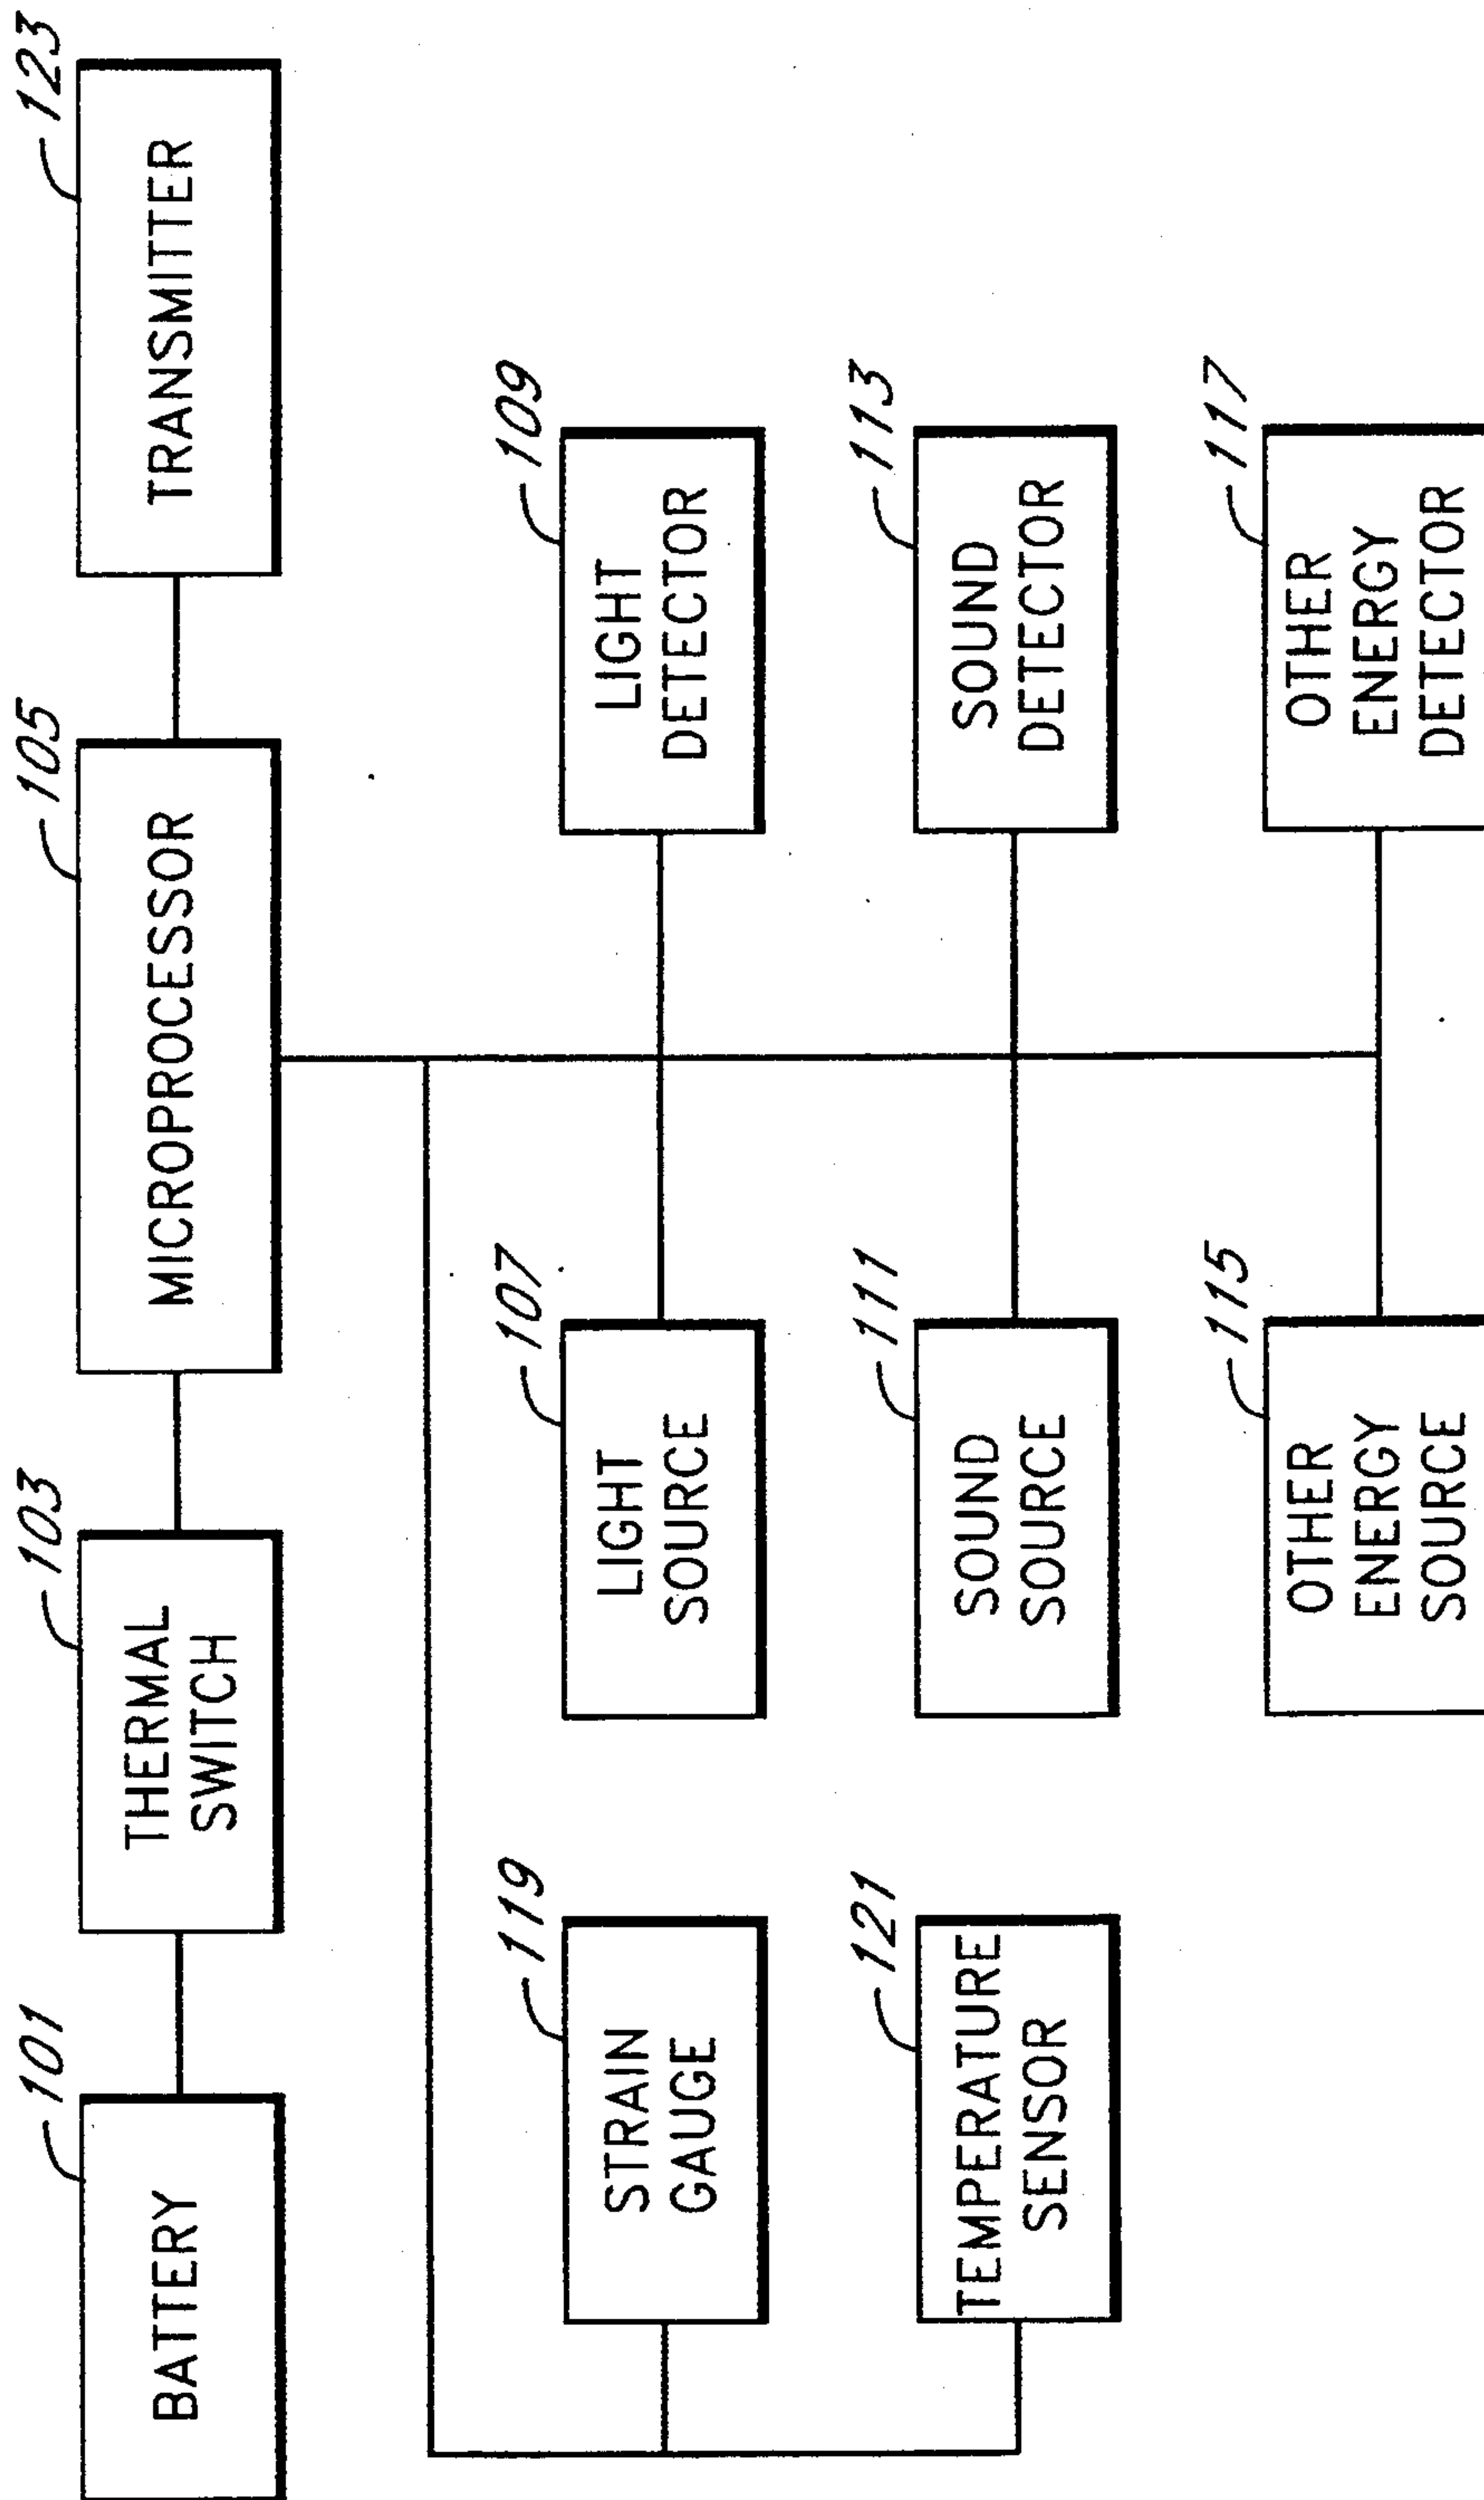 101
103
105
123
BATTERY
THERMAL
SWITCH
MICROPROCESSOR
TRANSMITTER
119
107
109
STRAIN
GAUGE
LIGHT
SOURCE
LIGHT
DETECTOR
121
111
113
TEMPERATURE
SENSOR
SOUND
SOURCE
SOUND
DETECTOR
115
117
OTHER
ENERGY
SOURCE
OTHER
ENERGY
DETECTOR